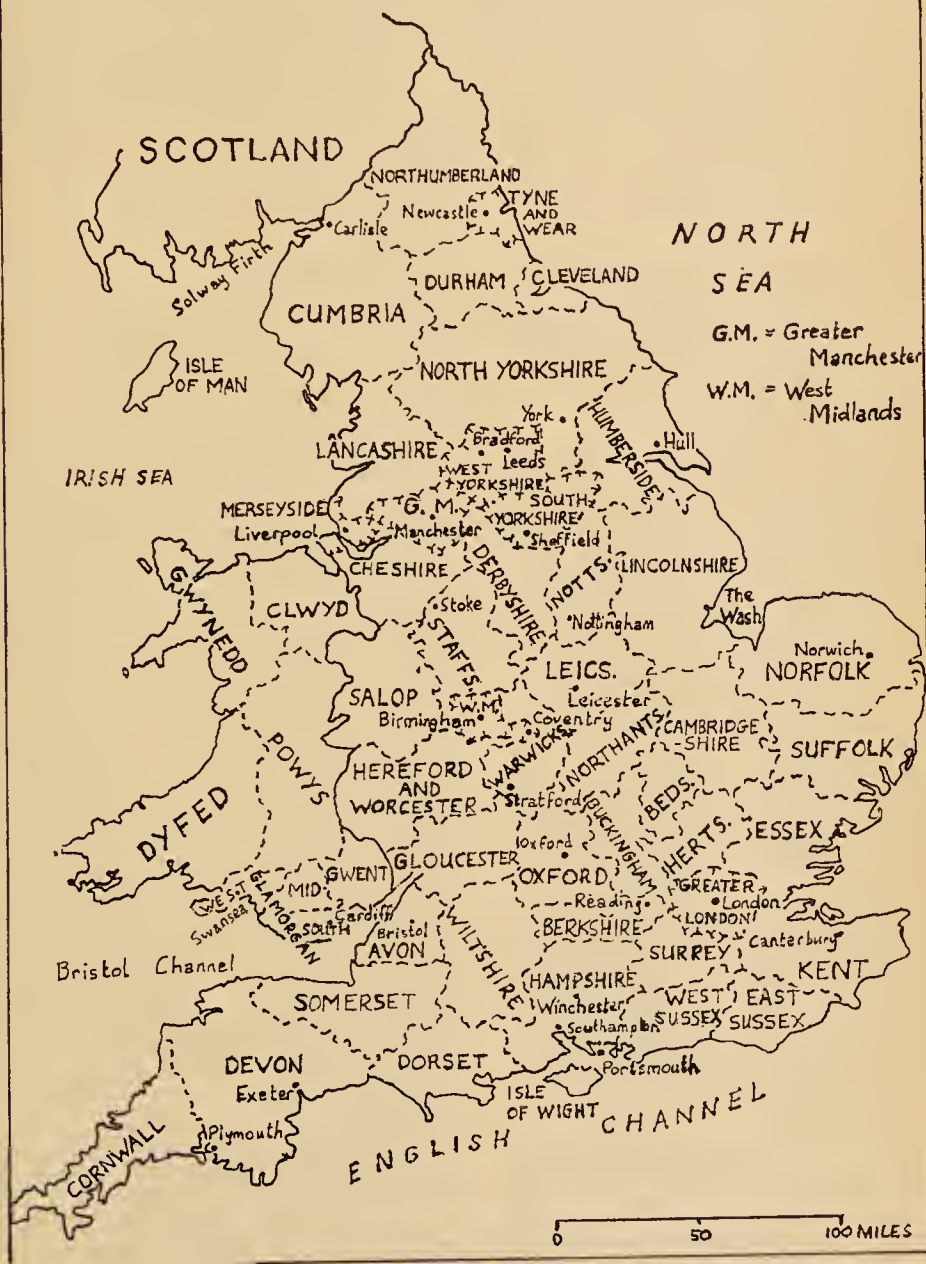 SCOTLAND
NORTHUMBERLAND
Newcastle
TYNE
AND
WEAR
Carlisle
Solway Firth
NORTH
SEA
DURHAM
CLEVELAND
CUMBRIA
G.M. = Greater
Manchester
W.M. = West
Midlands
ISLE
OF MAN
NORTH YORKSHIRE
York
HUMBERSIDE
Hull
LANCASHIRE
Bradford
Leeds
WEST
YORKSHIRE
IRISH SEA
MERSEYSIDE
Liverpool
G.M.
Manchester
SOUTH
YORKSHIRE
Sheffield
CHESHIRE
DERBYSHIRE
NOTTS.
LINCOLNSHIRE
GWYNEDD
CLWYD
Stoke
STAFFS.
Nottingham
The
Wash
Norwich
NORFOLK
LEICS.
Leicester
SALOP
W.M.
Birmingham
Coventry
WARWICKS
NORTHANTS
CAMBRIDGE
-SHIRE
SUFFOLK
POWYS
HEREFORD
AND
WORCESTER
Stratford
BUCKINGHAM
BEDS.
HERTS.
ESSEX
DYFED
GLOUCESTER
Oxford
OXFORD
GREATER
LONDON
London
WEST
Swansea
GLAMORGAN
MID
GWENT
SOUTH
Cardiff
Bristol
AVON
WILTSHIRE
Reading
BERKSHIRE
SURREY
Canterbury
KENT
Bristol Channel
HAMPSHIRE
Winchester
WEST
SUSSEX
EAST
SUSSEX
SOMERSET
Southampton
Portsmouth
DEVON
Exeter
DORSET
ISLE
OF WIGHT
Plymouth
CORNWALL
ENGLISH CHANNEL
0 50 100 MILES